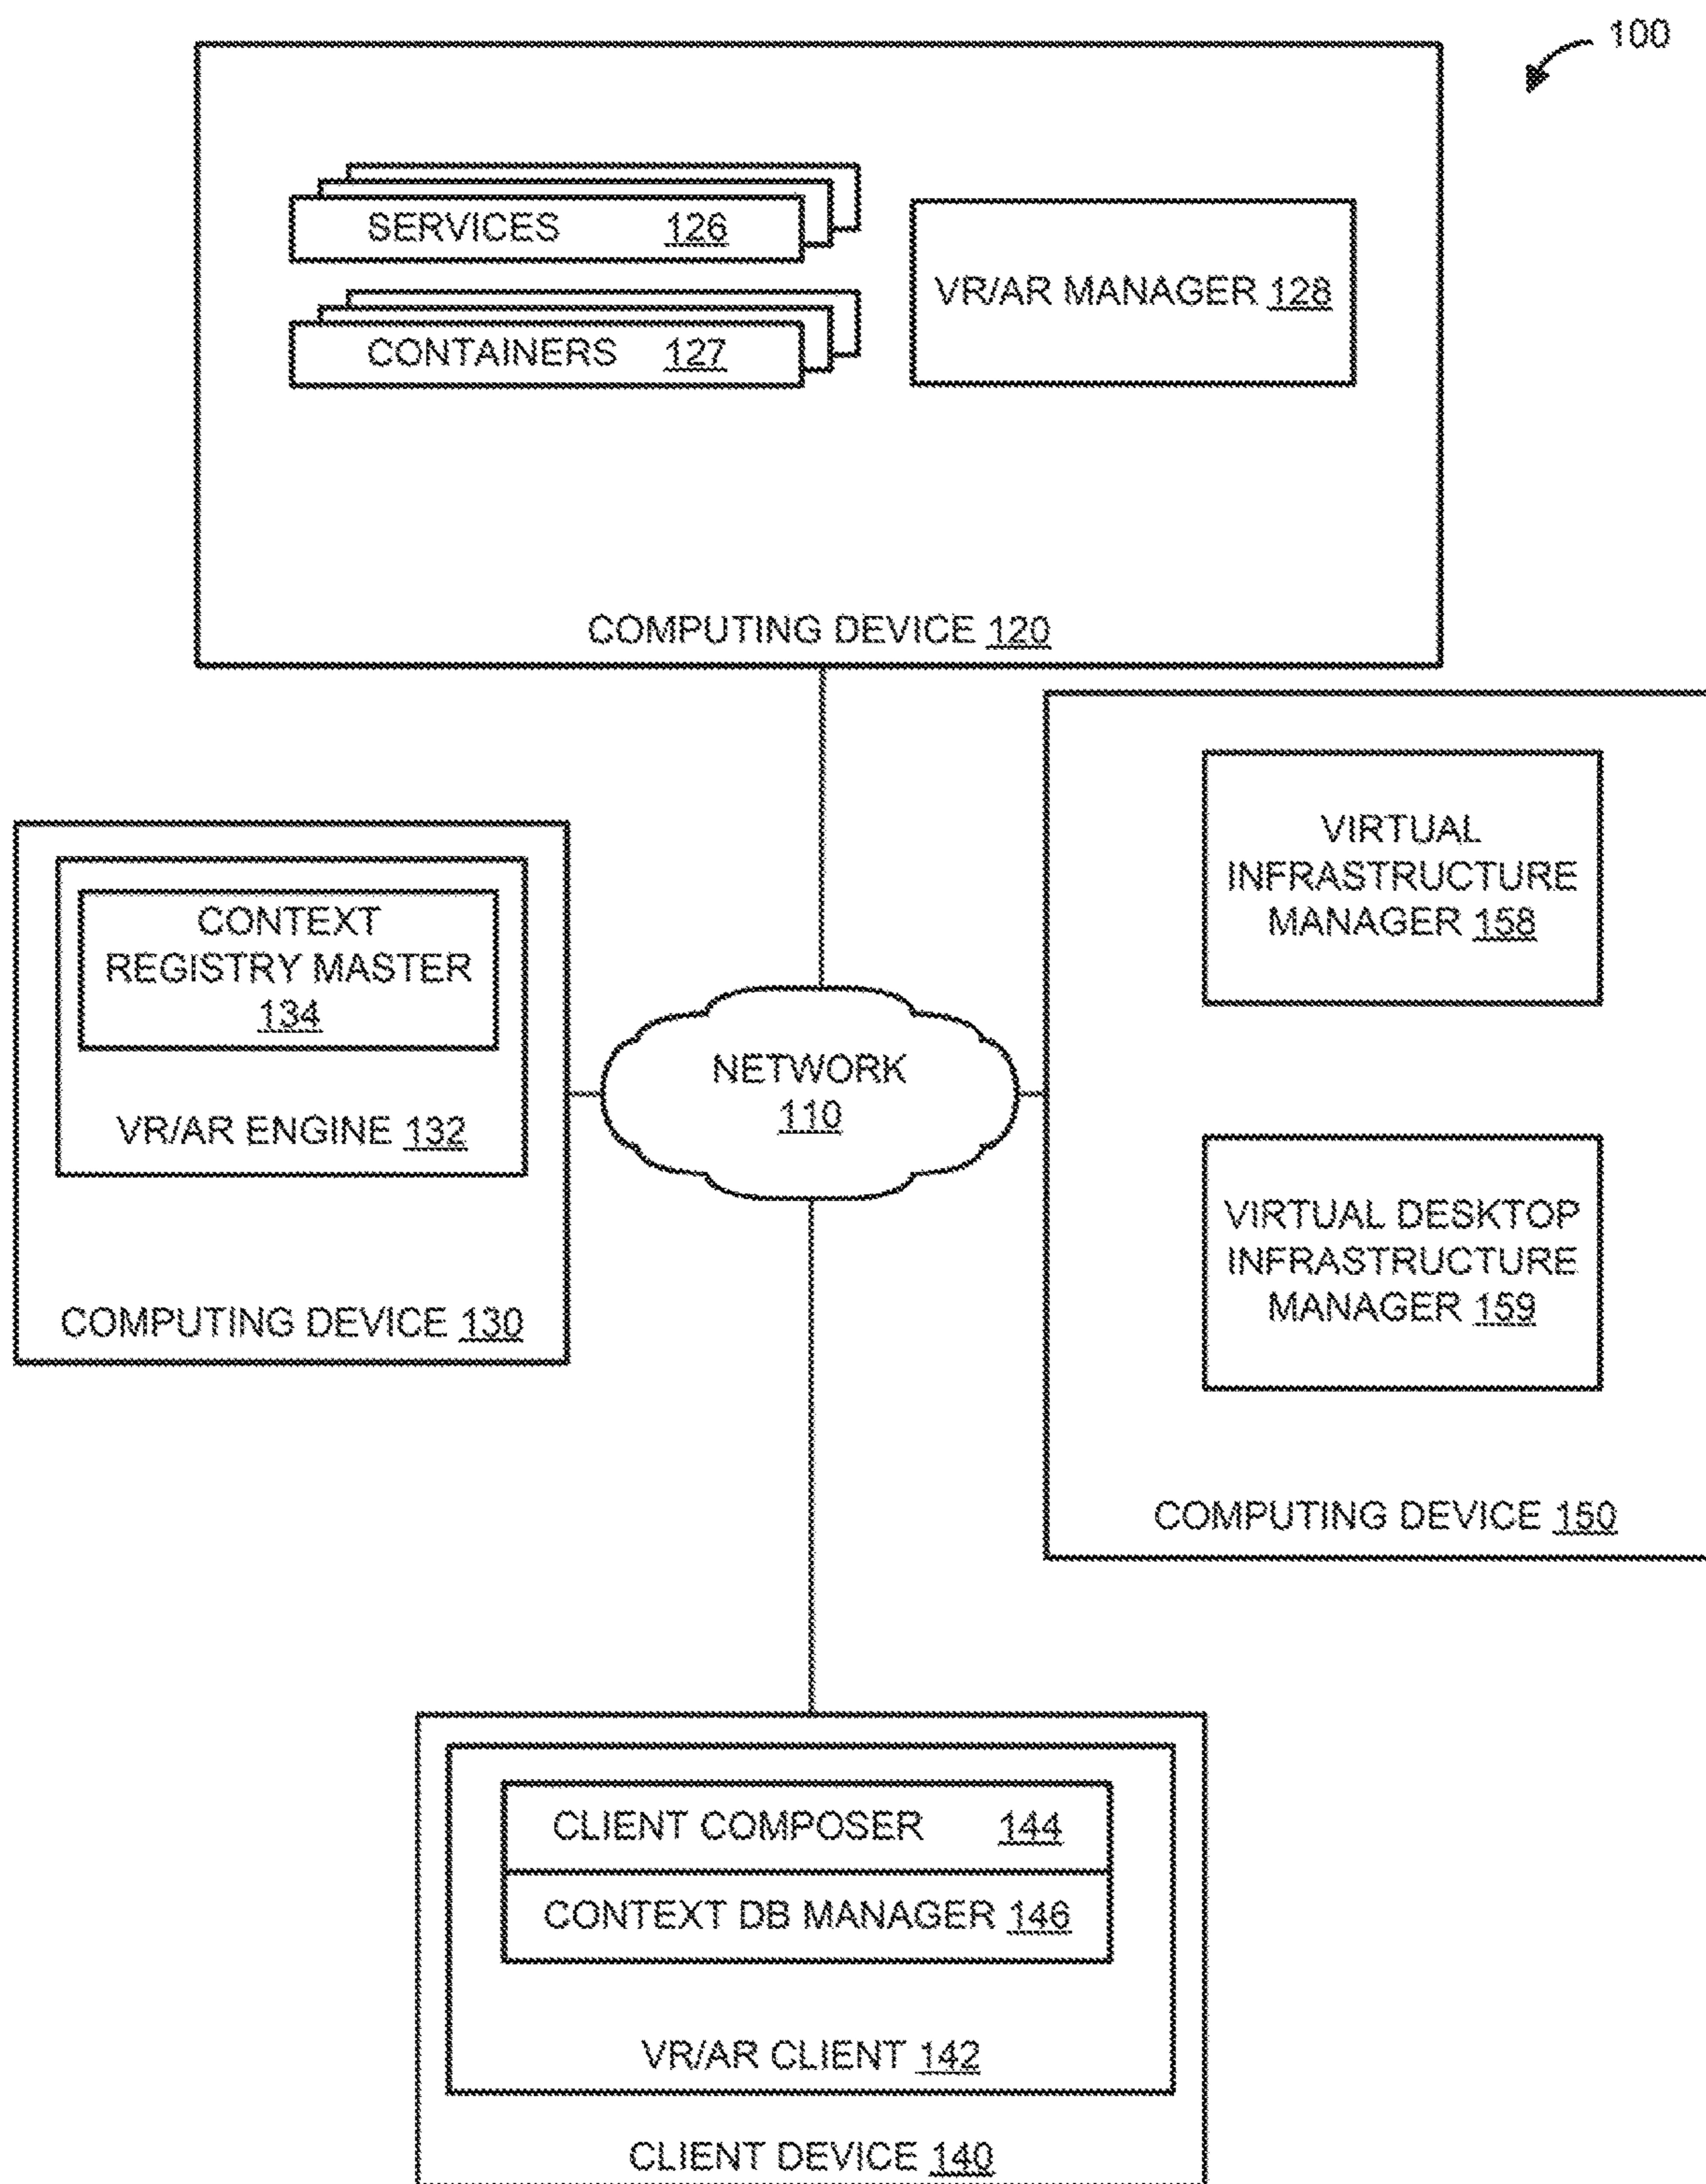 100
SERVICES 126
CONTAINERS 127
VR/AR MANAGER 128
COMPUTING DEVICE 120
VIRTUAL
INFRASTRUCTURE
MANAGER 158
CONTEXT
REGISTRY MASTER
134
VR/AR ENGINE 132
COMPUTING DEVICE 130
NETWORK
110
VIRTUAL DESKTOP
INFRASTRUCTURE
MANAGER 159
COMPUTING DEVICE 150
CLIENT COMPOSER 144
CONTEXT DB MANAGER 146
VR/AR CLIENT 142
CLIENT DEVICE 140